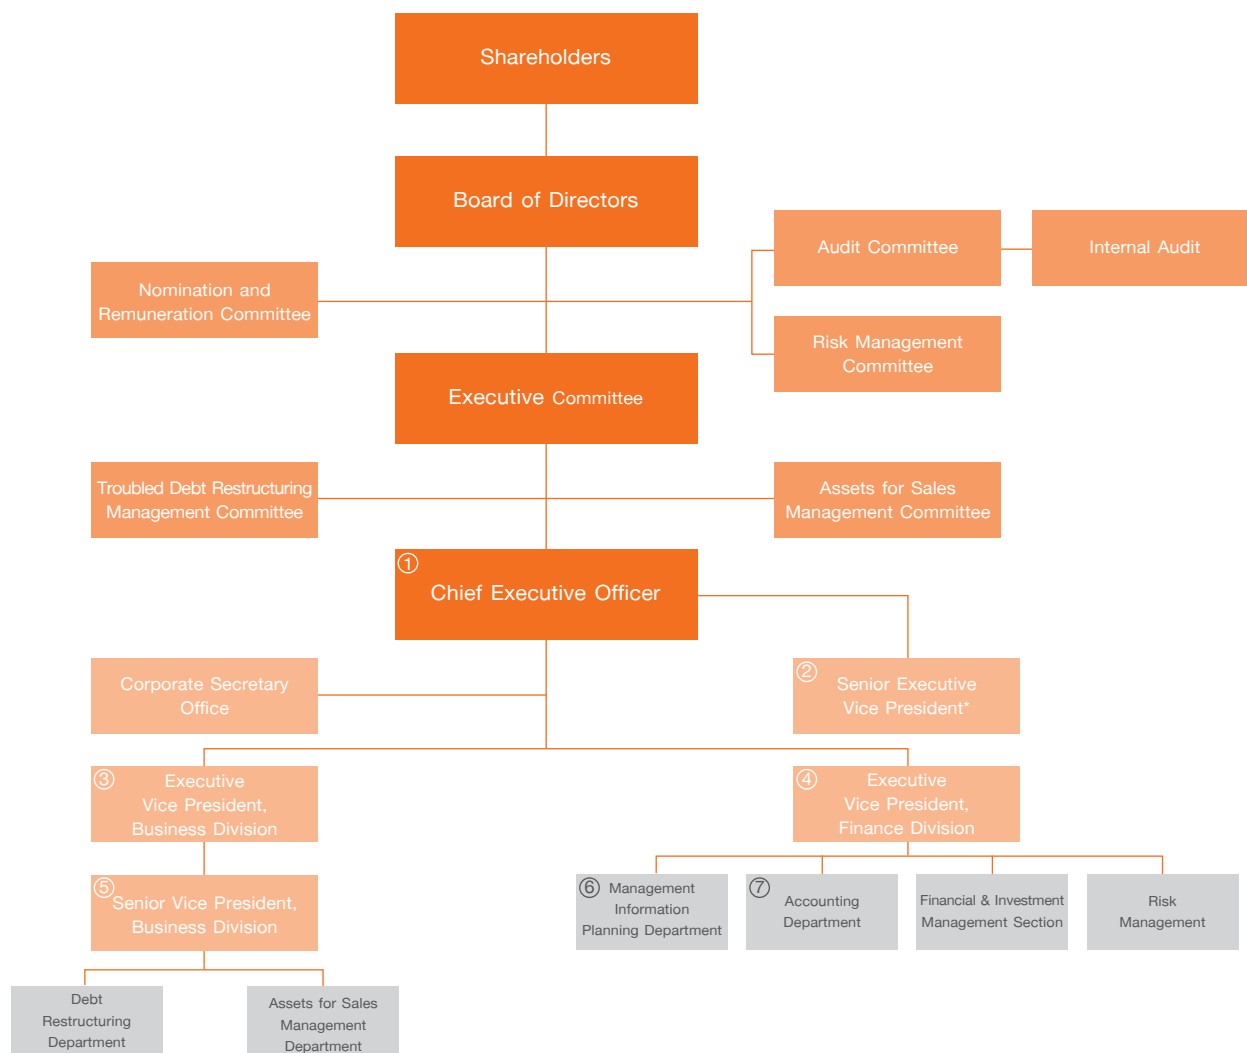 Shareholders
Board of Directors
Audit Committee
Internal Audit
Nomination and
Remuneration Committee
Risk Management
Committee
Executive Committee
Troubled Debt Restructuring
Management Committee
Assets for Sales
Management Committee
①
Chief Executive Officer
Corporate Secretary
Office
②
Senior Executive
Vice President*
③
Executive
Vice President,
Business Division
④
Executive
Vice President,
Finance Division
⑤
Senior Vice President,
Business Division
⑥
Management
Information
Planning Department
⑦
Accounting
Department
Financial & Investment
Management Section
Risk
Management
Debt
Restructuring
Department
Assets for Sales
Management
Department